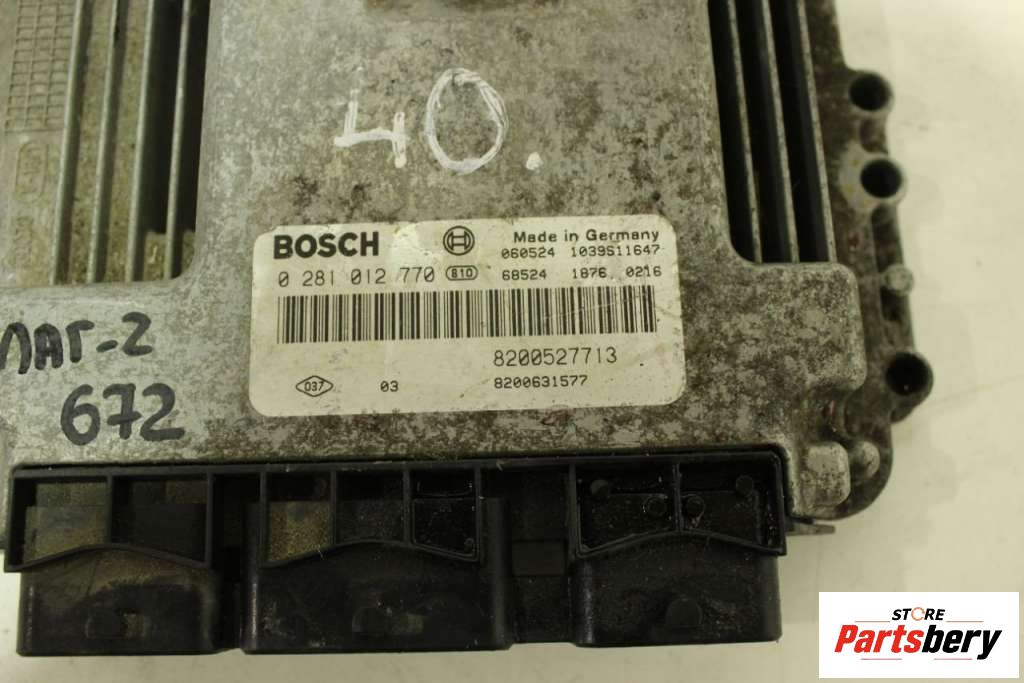 40.
BOSCH Made in Germany
060524 1039S11647
0 281 012 770 810 68524 1876 0216
8200527713
037 03 8200631577
ЛАГ-2
672
STORE
Partsbery